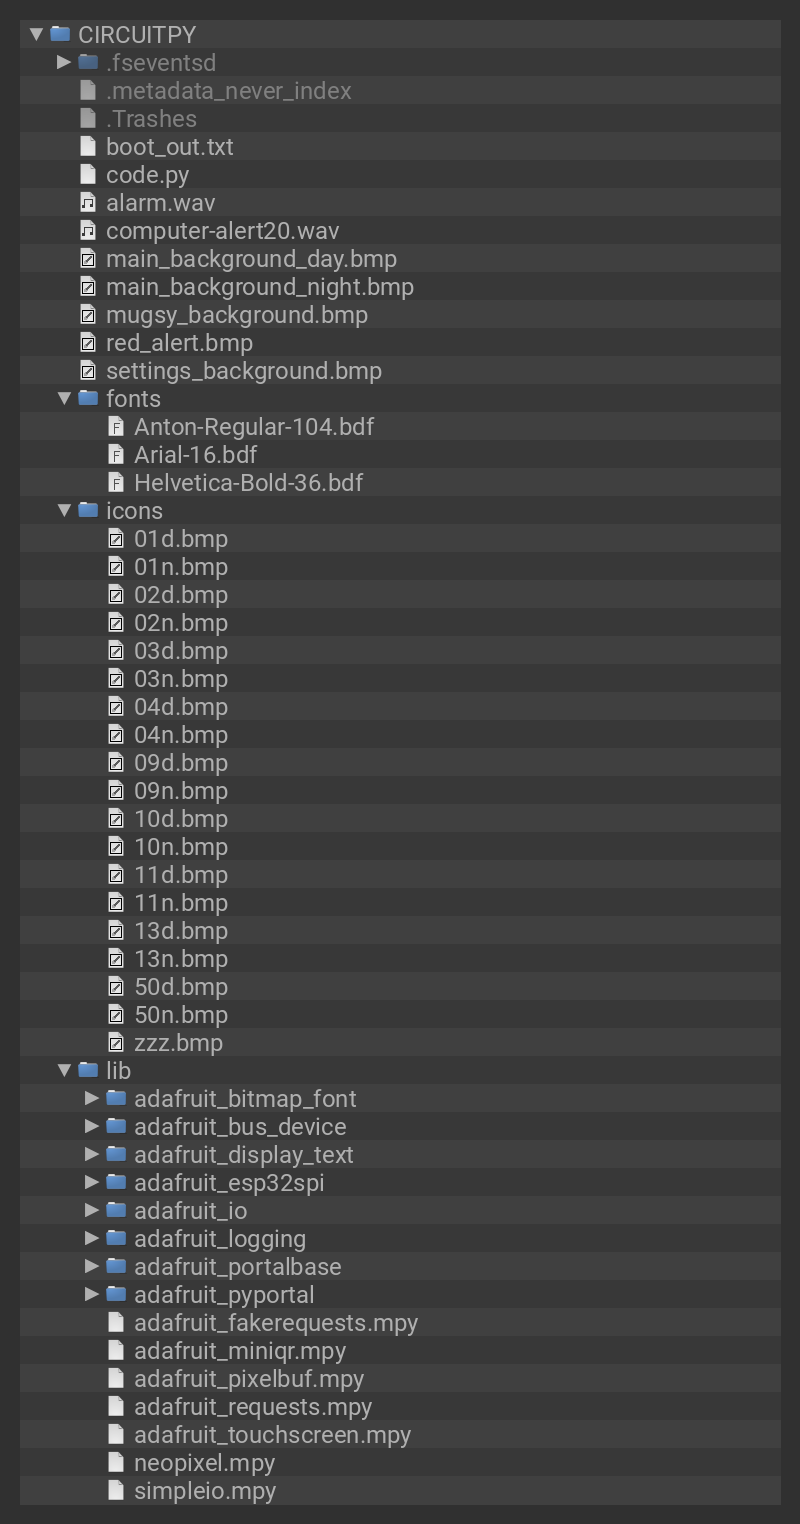 CIRCUITPY
.fseventsd
.metadata_never_index
.Trashes
boot_out.txt
code.py
alarm.wav
computer-alert20.wav
main_background_day.bmp
main_background_night.bmp
mugsy_background.bmp
red_alert.bmp
settings_background.bmp
fonts
Anton-Regular-104.bdf
Arial-16.bdf
Helvetica-Bold-36.bdf
icons
01d.bmp
01n.bmp
02d.bmp
02n.bmp
03d.bmp
03n.bmp
04d.bmp
04n.bmp
09d.bmp
09n.bmp
10d.bmp
10n.bmp
11d.bmp
11n.bmp
13d.bmp
13n.bmp
50d.bmp
50n.bmp
zzz.bmp
lib
adafruit_bitmap_font
adafruit_bus_device
adafruit_display_text
adafruit_esp32spi
adafruit_io
adafruit_logging
adafruit_portalbase
adafruit_pyportal
adafruit_fakerequests.mpy
adafruit_miniqr.mpy
adafruit_pixelbuf.mpy
adafruit_requests.mpy
adafruit_touchscreen.mpy
neopixel.mpy
simpleio.mpy